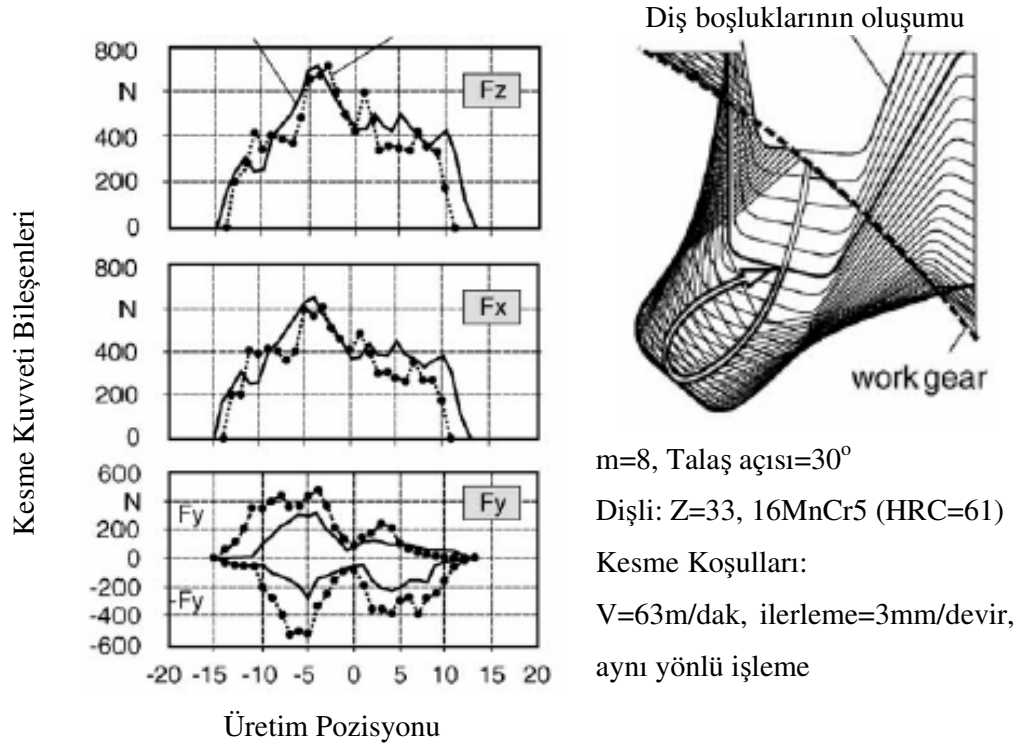 Diş boşluklarının oluşumu
800
N
400
200
0
Fz
800
N
400
200
0
Fx
600
N
200
0
-200
-400
-600
Fy
Fy
-Fy
-20 -15 -10 -5 0 5 10 15 20
Kesme Kuvveti Bileşenleri
Üretim Pozisyonu
work gear
m=8, Talaş açısı=30°
Dişli: Z=33, 16MnCr5 (HRC=61)
Kesme Koşulları:
V=63m/dak, ilerleme=3mm/devir,
aynı yönlü işleme